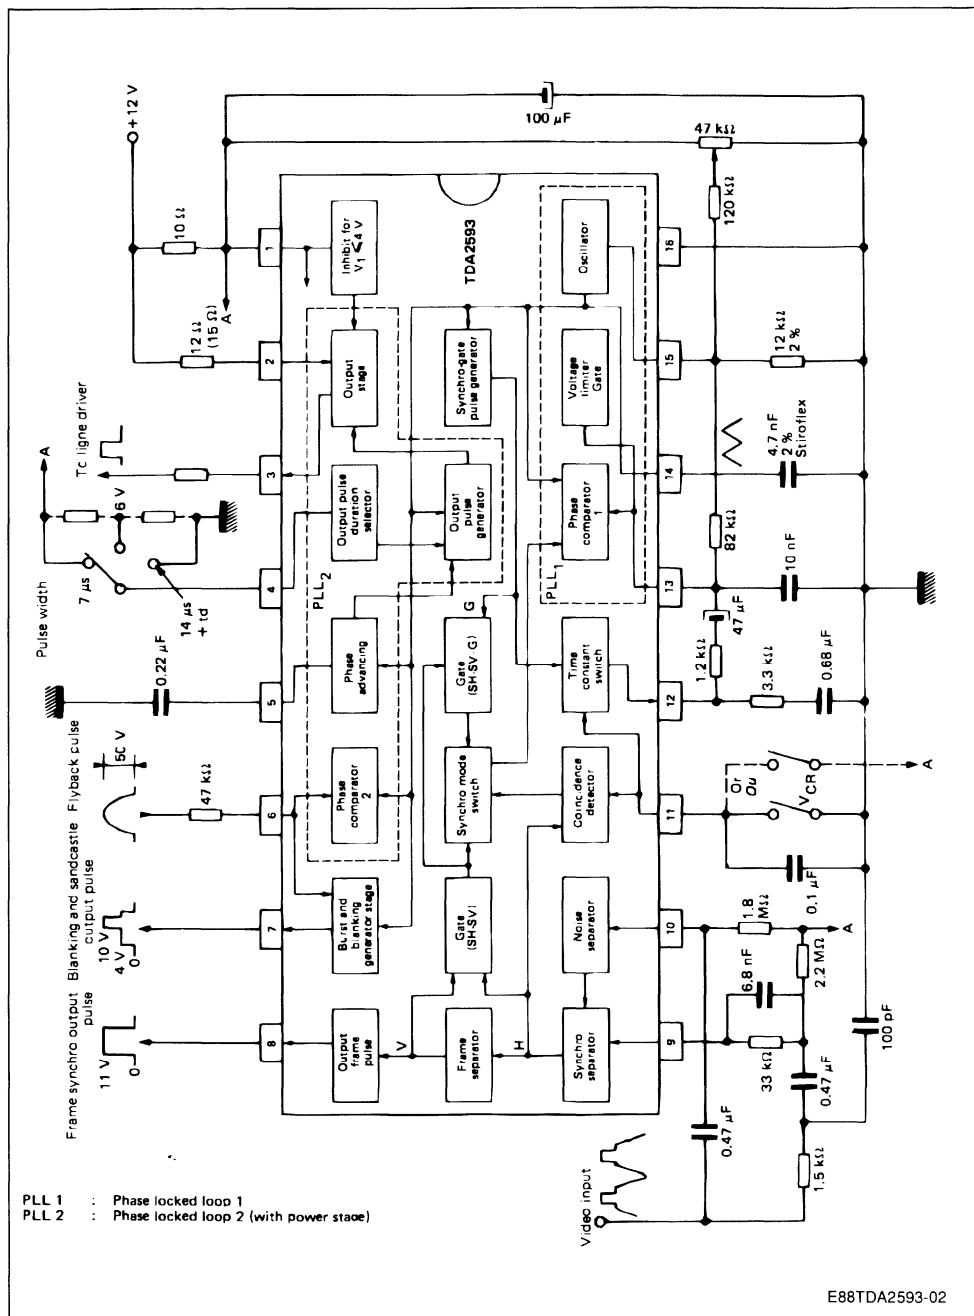 +12 V
100 µF
47 kΩ
10 Ω
120 kΩ
A
12 Ω
(15 Ω)
12 kΩ
2 %
Tc ligne driver
4.7 nF
2 %
Stiroflex
A
6 V
Pulse width
7 µs
14 µs
+ td
82 kΩ
10 nF
47 µF
0.22 µF
1.2 kΩ
3.3 kΩ
0.68 µF
Flyback pulse
50 V
47 kΩ
Or
Ou
VCR
A
0.1 µF
Blanking and sandcastle
output pulse
10 V
4 V
0
1.8
MΩ
A
2.2 MΩ
6.8 nF
Frame synchro output
pulse
11 V
0
33 kΩ
0.47 µF
100 pF
0.47 µF
1.5 kΩ
Video input
TDA2593
1
2
3
4
5
6
7
8
9
10
11
12
13
14
15
16
Inhibit for
V1 ⩽ 4 V
Oscillator
Output
stage
Synchro-gate
pulse generator
Voltage
limiter
Gate
Output pulse
duration
selector
Output
pulse
generator
Phase
comparator
1
PLL2
PLL1
Phase
advancing
G
Gate
(SH-SV-G)
Time
constant
switch
Phase
comparator
2
Synchro mode
switch
Coincidence
detector
Burst and
blanking
generator stage
Gate
(SH-SV)
Noise
separator
Output
frame
pulse
V
Frame
separator
H
Synchro
separator
PLL 1 : Phase locked loop 1
PLL 2 : Phase locked loop 2 (with power stage)
E88TDA2593-02